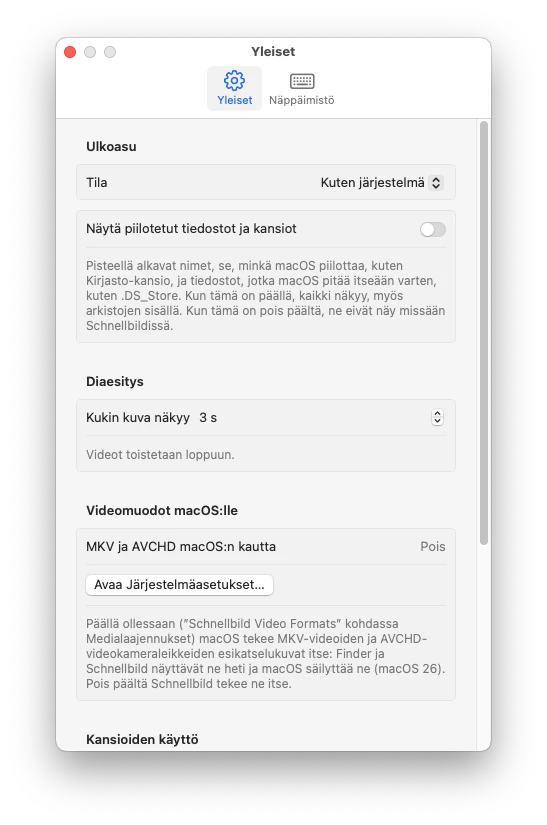 Yleiset
Yleiset
Näppäimistö
Ulkoasu
Tila
Kuten järjestelmä
Näytä piilotetut tiedostot ja kansiot
Pisteellä alkavat nimet, se, minkä macOS piilottaa, kuten
Kirjasto-kansio, ja tiedostot, jotka macOS pitää itseään varten,
kuten .DS_Store. Kun tämä on päällä, kaikki näkyy, myös
arkistojen sisällä. Kun tämä on pois päältä, ne eivät näy missään
Schnellbildissä.
Diaesitys
Kukin kuva näkyy 3 s
Videot toistetaan loppuun.
Videomuodot macOS:lle
MKV ja AVCHD macOS:n kautta
Pois
Avaa Järjestelmäasetukset…
Päällä ollessaan (”Schnellbild Video Formats” kohdassa
Medialaajennukset) macOS tekee MKV-videoiden ja AVCHD-
videokameraleikkeiden esikatselukuvat itse: Finder ja
Schnellbild näyttävät ne heti ja macOS säilyttää ne (macOS 26).
Pois päältä Schnellbild tekee ne itse.
Kansioiden käyttö